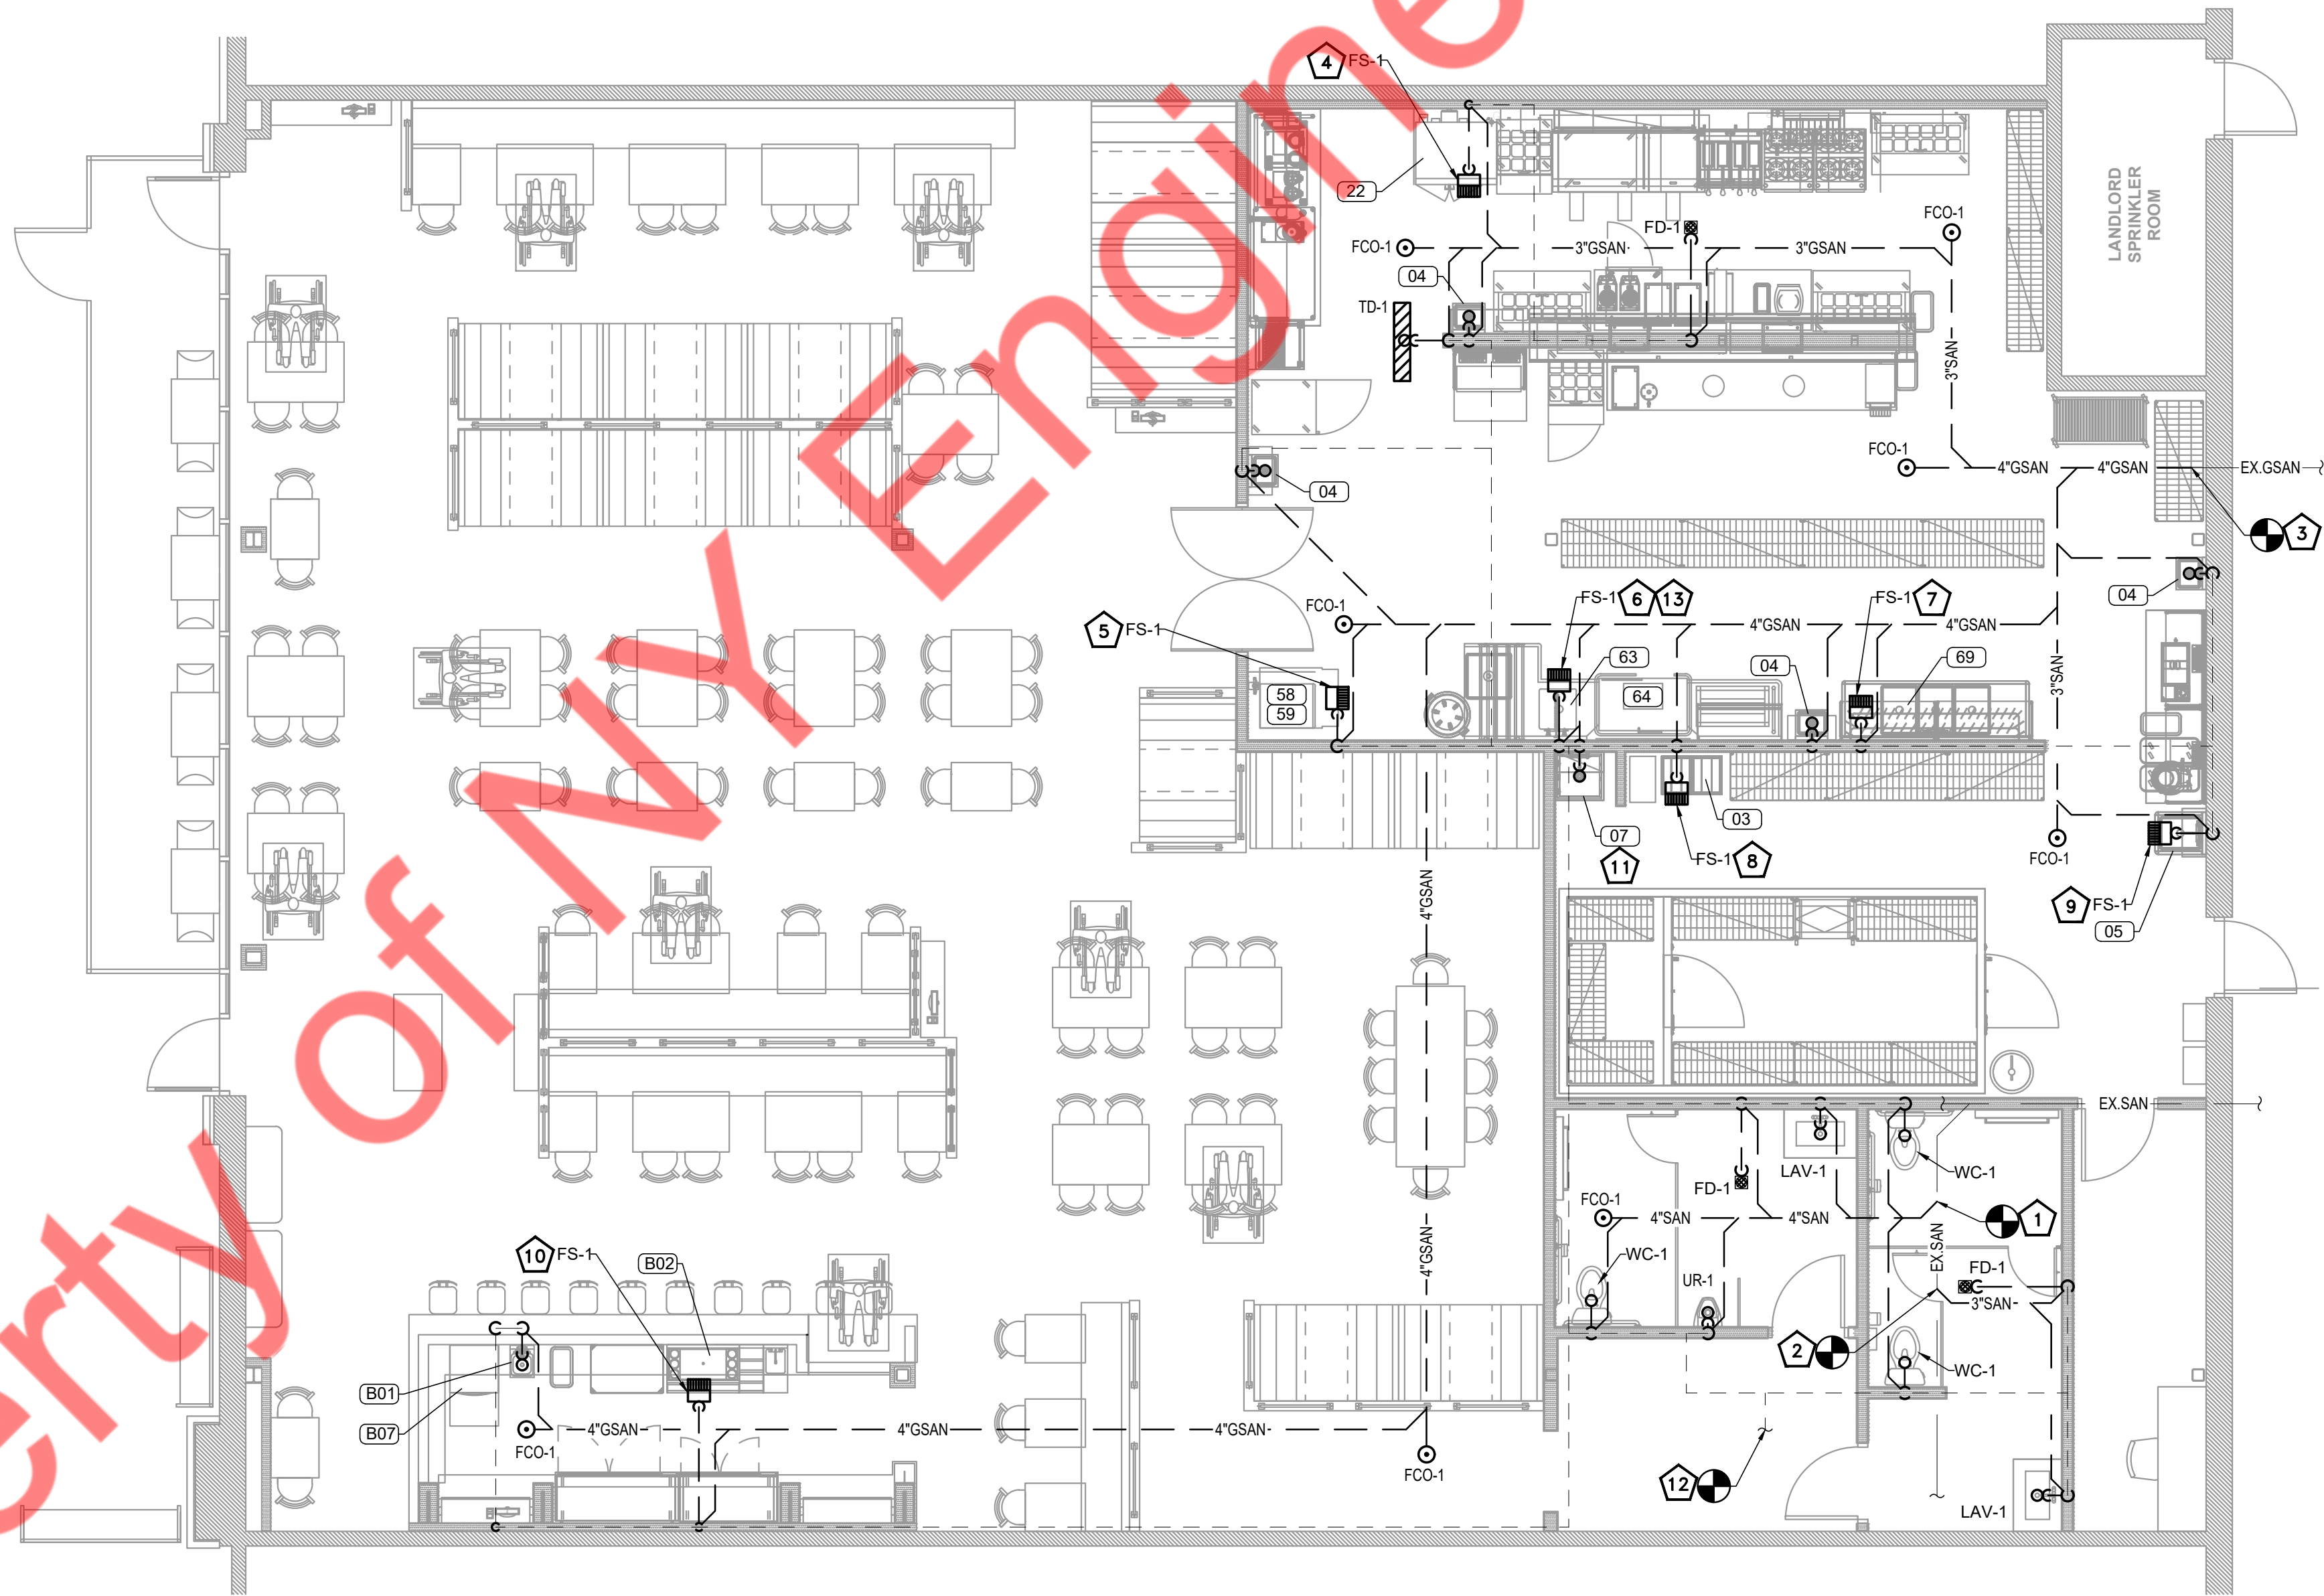 erty of NY Engine
4 FS-1
22
FD-1
FCO-1
FCO-1
3"GSAN
3"GSAN
LANDLORD
SPRINKLER
ROOM
04
TD-1
3"SAN
FCO-1
4"GSAN
4"GSAN
EX.GSAN
04
3
04
5 FS-1
FCO-1
FS-1 6 13
FS-1 7
4"GSAN
4"GSAN
63
04
69
58
59
64
3"SAN
07
11
03
FS-1 8
FCO-1
9 FS-1
05
4"GSAN
EX.SAN
LAV-1
WC-1
FD-1
FCO-1
4"SAN
4"SAN
1
EX.SAN
WC-1
UR-1
FD-1
3"SAN
4"GSAN
10 FS-1
B02
2
WC-1
B01
B07
4"GSAN
4"GSAN
4"GSAN
FCO-1
FCO-1
12
LAV-1